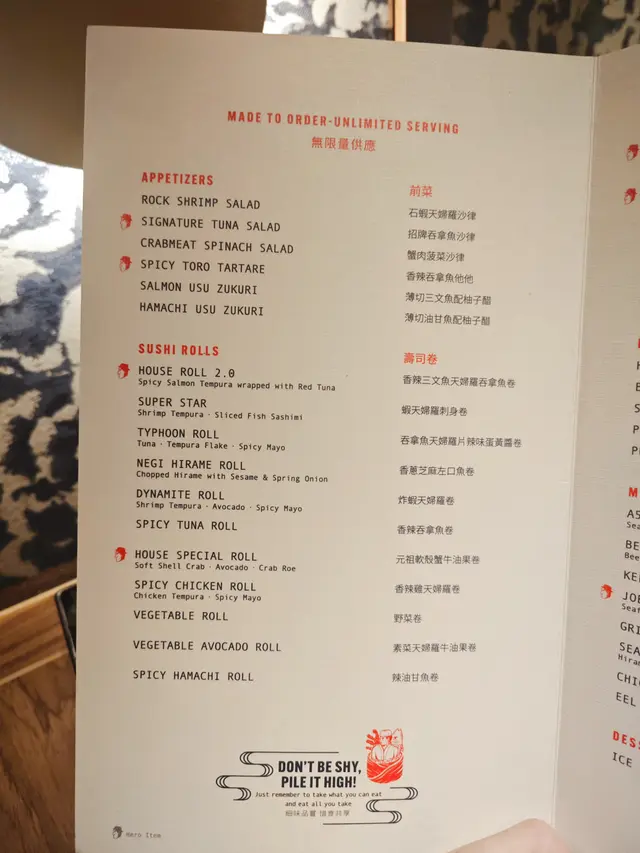 MADE TO ORDER-UNLIMITED SERVING
無限量供應
APPETIZERS 前菜
ROCK SHRIMP SALAD 石蝦天婦羅沙律
SIGNATURE TUNA SALAD 招牌吞拿魚沙律
CRABMEAT SPINACH SALAD 蟹肉菠菜沙律
SPICY TORO TARTARE 香辣吞拿魚他他
SALMON USU ZUKURI 薄切三文魚配柚子醋
HAMACHI USU ZUKURI 薄切油甘魚配柚子醋
SUSHI ROLLS 壽司卷
HOUSE ROLL 2.0 香辣三文魚天婦羅吞拿魚卷
Spicy Salmon Tempura wrapped with Red Tuna
SUPER STAR 蝦天婦羅刺身卷
Shrimp Tempura · Sliced Fish Sashimi
TYPHOON ROLL 吞拿魚天婦羅片辣味蛋黃醬卷
Tuna · Tempura Flake · Spicy Mayo
NEGI HIRAME ROLL 香蔥芝麻左口魚卷
Chopped Hirame with Sesame & Spring Onion
DYNAMITE ROLL 炸蝦天婦羅卷
Shrimp Tempura · Avocado · Spicy Mayo
SPICY TUNA ROLL 香辣吞拿魚卷
HOUSE SPECIAL ROLL 元祖軟殼蟹牛油果卷
Soft Shell Crab · Avocado · Crab Roe
SPICY CHICKEN ROLL 香辣雞天婦羅卷
Chicken Tempura · Spicy Mayo
VEGETABLE ROLL 野菜卷
VEGETABLE AVOCADO ROLL 素菜天婦羅牛油果卷
SPICY HAMACHI ROLL 辣油甘魚卷
DON'T BE SHY,
PILE IT HIGH!
Just remember to take what you can eat
and eat all you take
細味品嘗 惜食共享
Hero Item
DESS
ICE
EEL